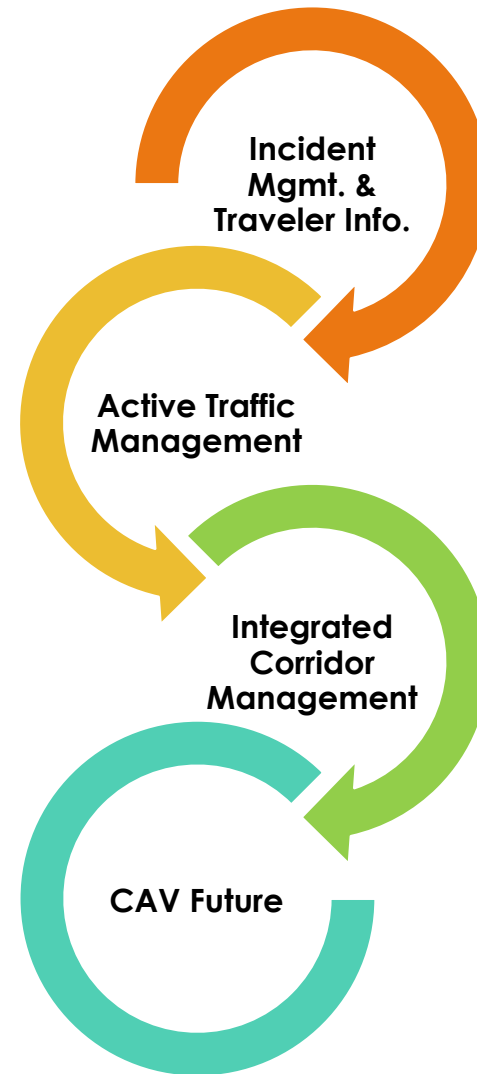 Incident
Mgmt. &
Traveler Info.
Active Traffic
Management
Integrated
Corridor
Management
CAV Future